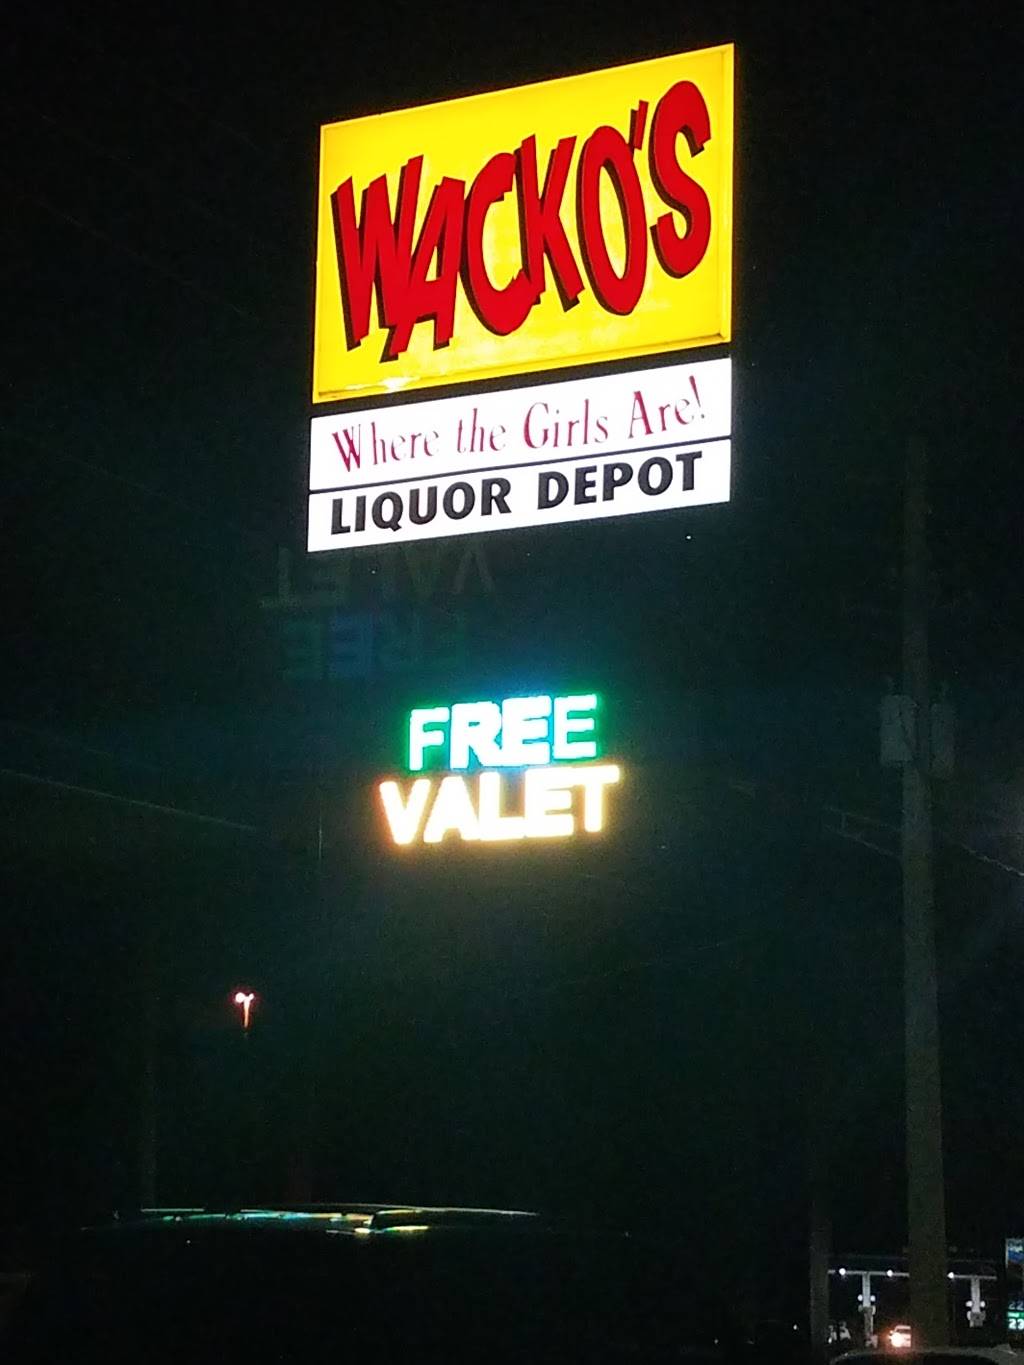 WACKO'S
Where the Girls Are!
LIQUOR DEPOT
FREE
VALET